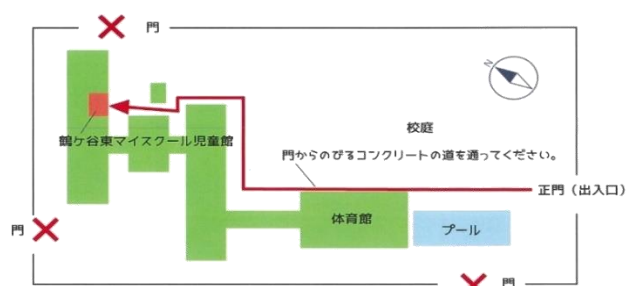 門
N
校庭
鶴ケ谷東マイスクール児童館
門からのびるコンクリートの道を通ってください。
正門（出入口）
体育館
プール
門
門